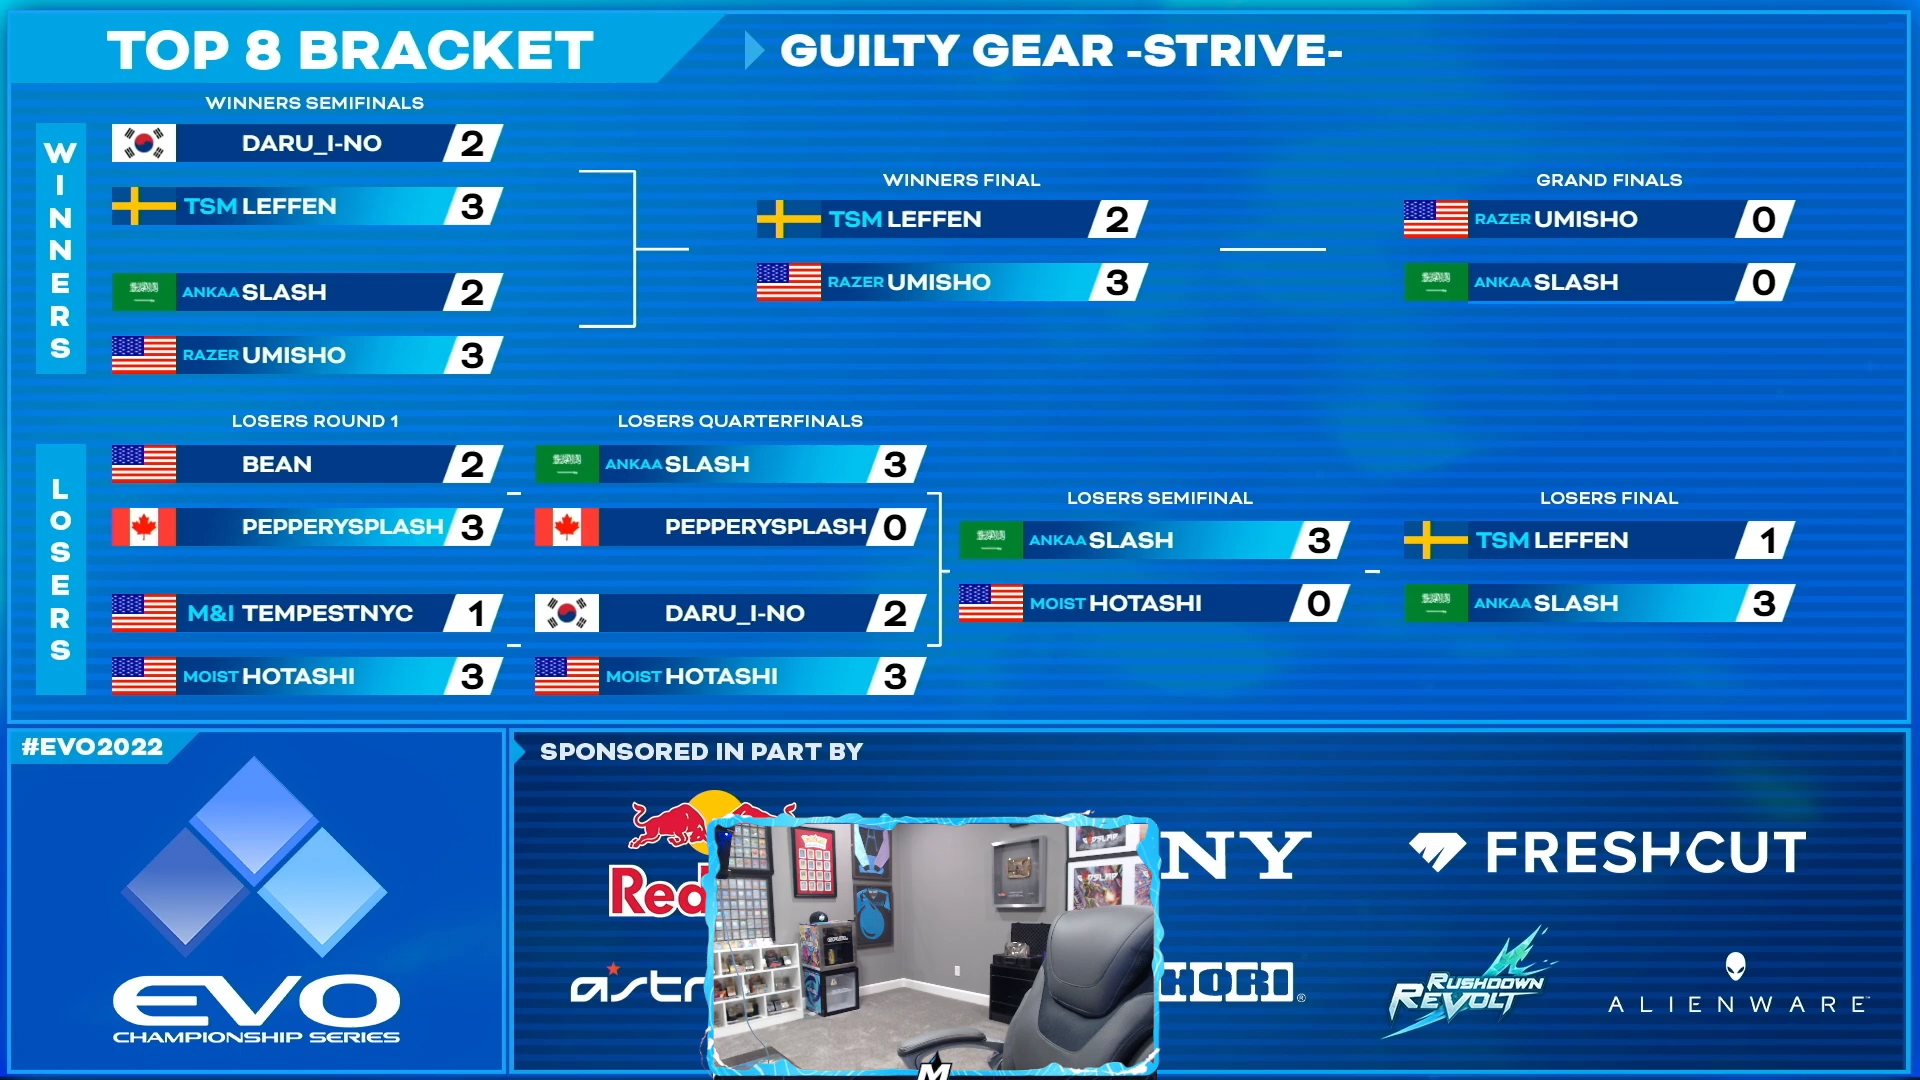 TOP 8 BRACKET
GUILTY GEAR -STRIVE-
WINNERS
WINNERS SEMIFINALS
DARU_I-NO 2
TSM LEFFEN 3
ANKAA SLASH 2
RAZER UMISHO 3
WINNERS FINAL
TSM LEFFEN 2
RAZER UMISHO 3
GRAND FINALS
RAZER UMISHO 0
ANKAA SLASH 0
LOSERS
LOSERS ROUND 1
BEAN 2
PEPPERYSPLASH 3
M&I TEMPESTNYC 1
MOIST HOTASHI 3
LOSERS QUARTERFINALS
ANKAA SLASH 3
PEPPERYSPLASH 0
DARU_I-NO 2
MOIST HOTASHI 3
LOSERS SEMIFINAL
ANKAA SLASH 3
MOIST HOTASHI 0
LOSERS FINAL
TSM LEFFEN 1
ANKAA SLASH 3
#EVO2022
EVO
CHAMPIONSHIP SERIES
SPONSORED IN PART BY
Red
NY
FRESHCUT
astr
HORI®
RUSHDOWN
REVOLT
ALIENWARE
M